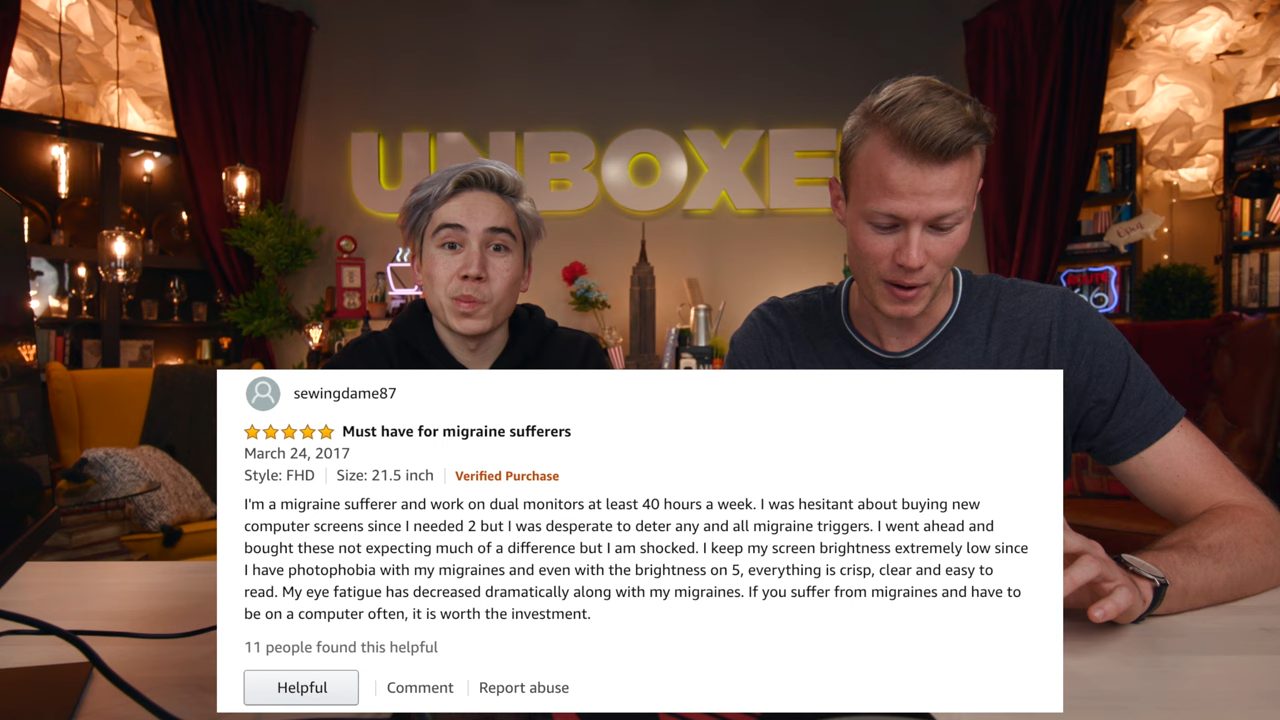 UNBOXE
Epiq
ROUTE
66
sewingdame87
Must have for migraine sufferers
March 24, 2017
Style: FHD | Size: 21.5 inch | Verified Purchase
I'm a migraine sufferer and work on dual monitors at least 40 hours a week. I was hesitant about buying new
computer screens since I needed 2 but I was desperate to deter any and all migraine triggers. I went ahead and
bought these not expecting much of a difference but I am shocked. I keep my screen brightness extremely low since
I have photophobia with my migraines and even with the brightness on 5, everything is crisp, clear and easy to
read. My eye fatigue has decreased dramatically along with my migraines. If you suffer from migraines and have to
be on a computer often, it is worth the investment.
11 people found this helpful
Helpful | Comment | Report abuse